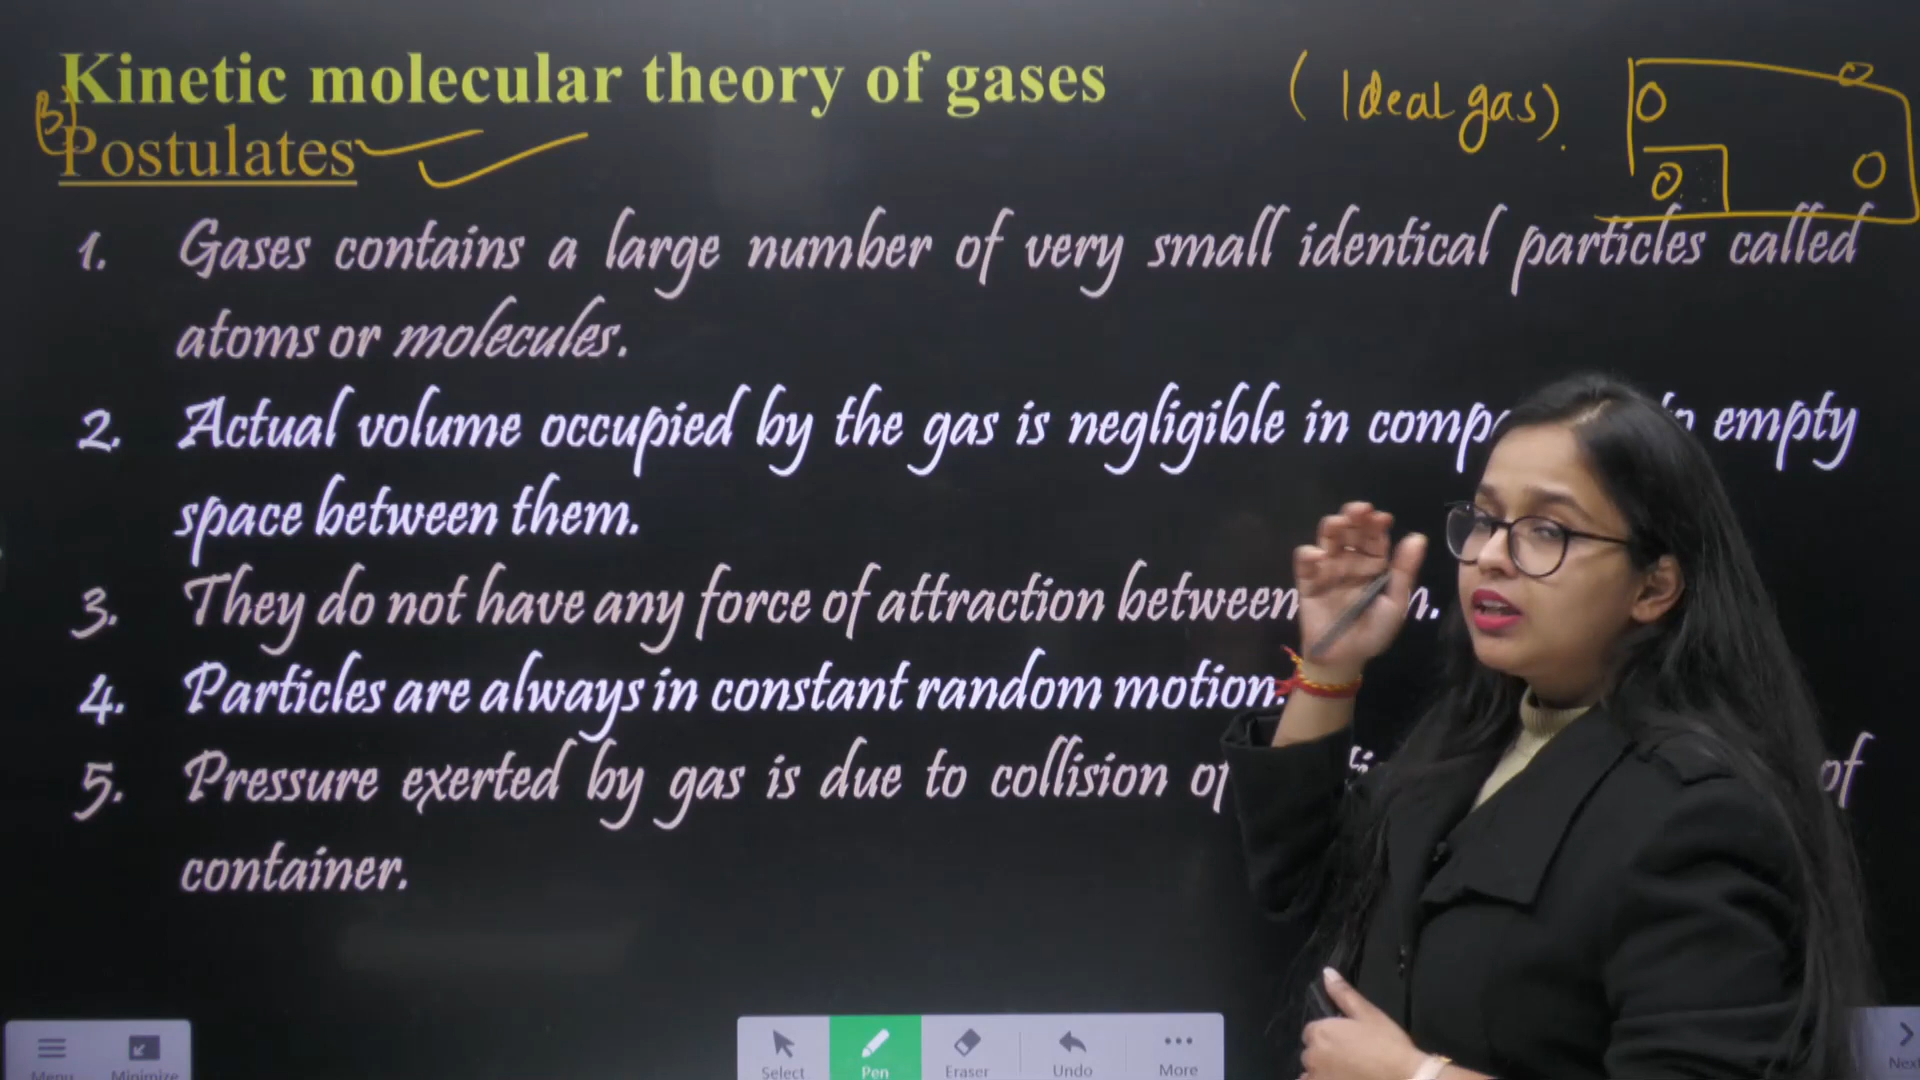 Kinetic molecular theory of gases
(Ideal gas).
B)
Postulates
1. Gases contains a large number of very small identical particles called
atoms or molecules.
2. Actual volume occupied by the gas is negligible in empty
space between them.
3. They do not have any force of attraction between
4. Particles are always in constant random motion.
5. Pressure exerted by gas is due to collision of
container.
Menu Minimize Select Pen Eraser Undo More Next